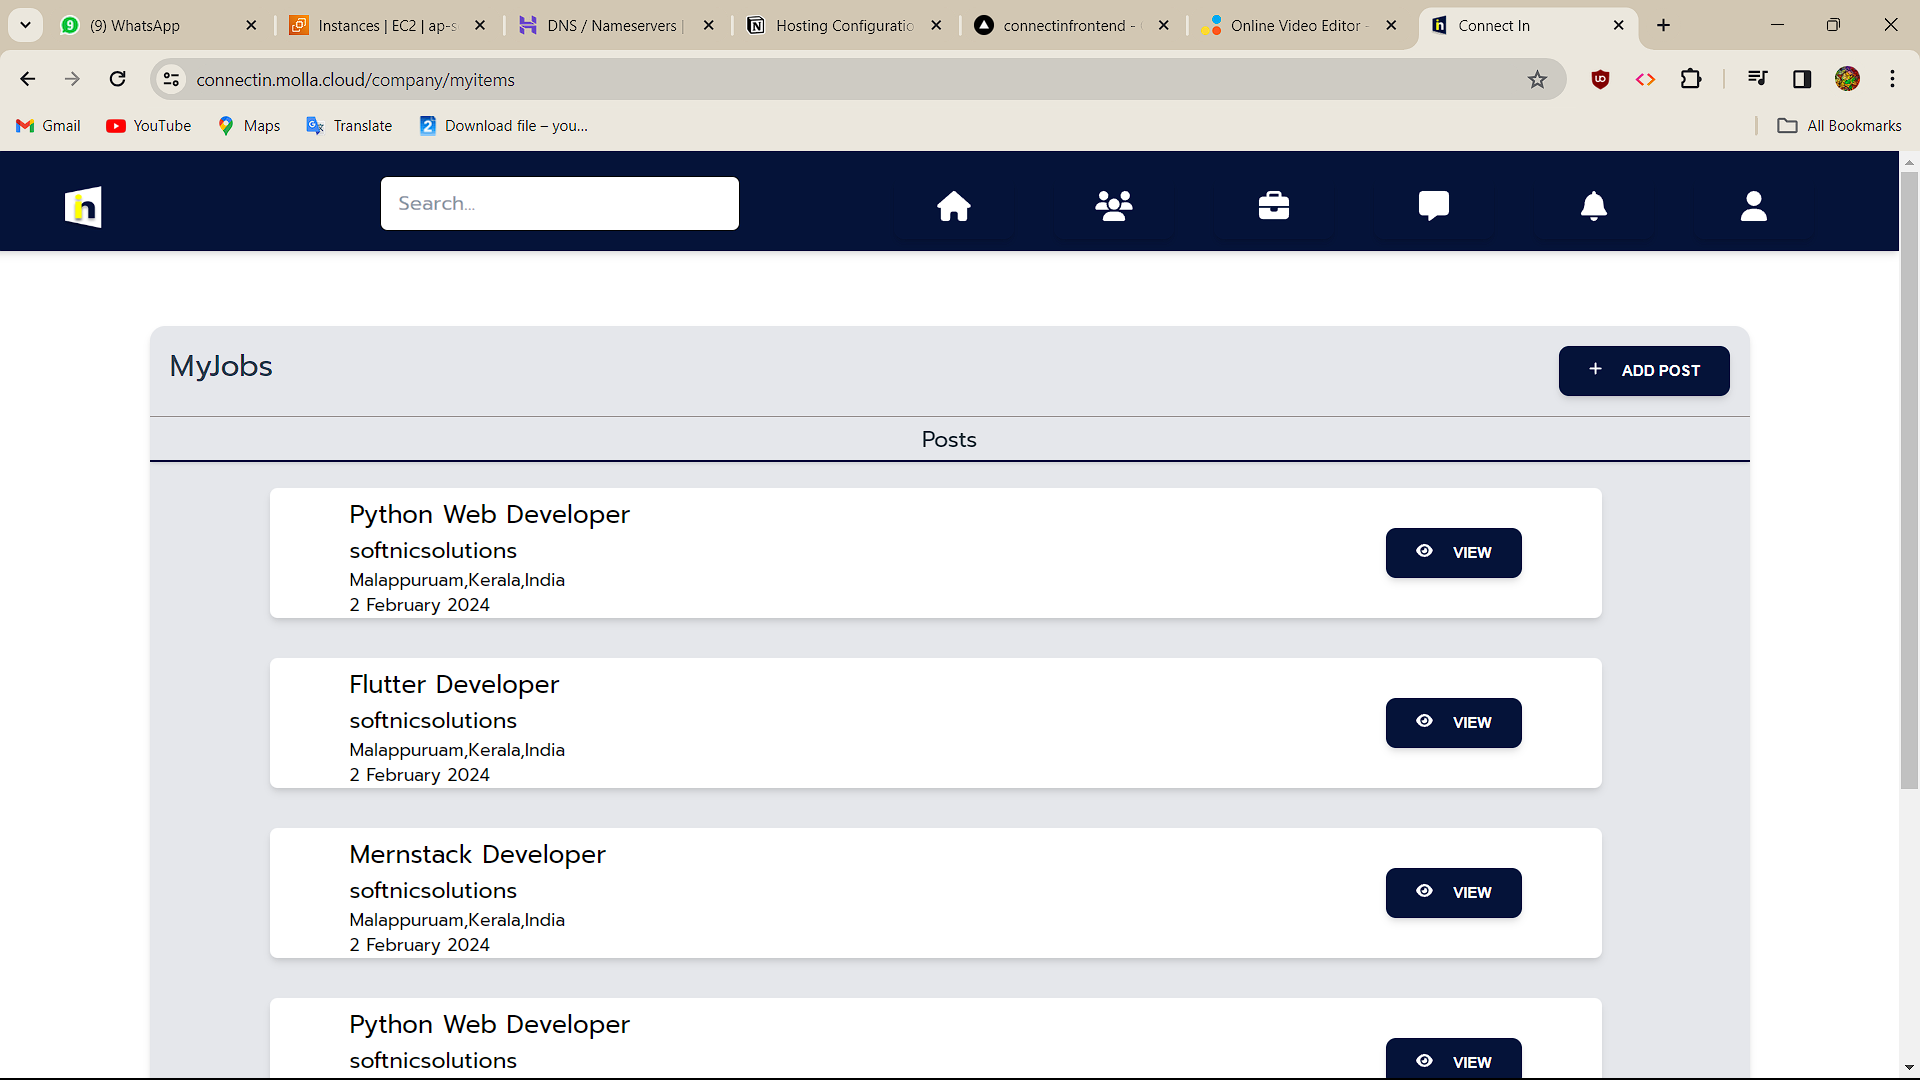 (9) WhatsApp
Instances | EC2 | ap-s
DNS / Nameservers |
Hosting Configuratio
connectinfrontend -
Online Video Editor -
Connect In
connectin.molla.cloud/company/myitems
Gmail
YouTube
Maps
Translate
2 Download file – you...
All Bookmarks
in
Search...
MyJobs
+ ADD POST
Posts
Python Web Developer
softnicsolutions
Malappuruam,Kerala,India
2 February 2024
VIEW
Flutter Developer
softnicsolutions
Malappuruam,Kerala,India
2 February 2024
VIEW
Mernstack Developer
softnicsolutions
Malappuruam,Kerala,India
2 February 2024
VIEW
Python Web Developer
softnicsolutions
VIEW